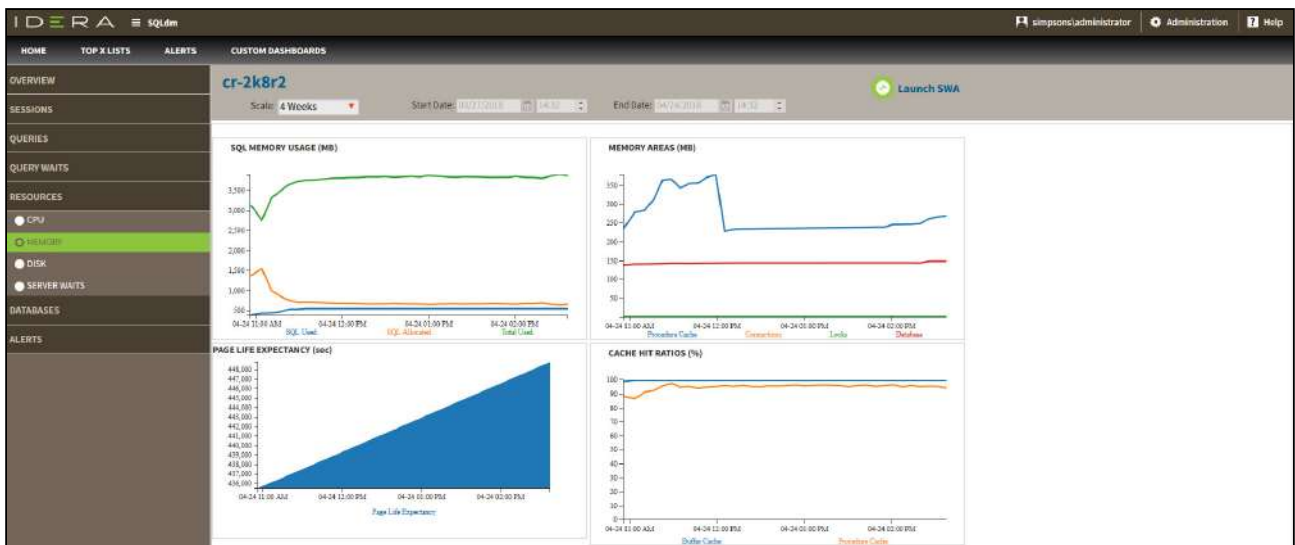 IDERA SQLdm simpsons\administrator Administration Help
HOME TOP X LISTS ALERTS CUSTOM DASHBOARDS
OVERVIEW
SESSIONS
QUERIES
QUERY WAITS
RESOURCES
CPU
MEMORY
DISK
SERVER WAITS
DATABASES
ALERTS
cr-2k8r2
Launch SWA
Scale: 4 Weeks Start Date: 14:32 End Date: 14:32
SQL MEMORY USAGE (MB)
3,500
3,000
2,500
2,000
1,500
1,000
500
04-24 11:00 AM 04-24 12:00 PM 04-24 01:00 PM 04-24 02:00 PM
SQL Used SQL Allocated Total Used
MEMORY AREAS (MB)
350
300
250
200
150
100
50
04-24 11:00 AM 04-24 12:00 PM 04-24 01:00 PM 04-24 02:00 PM
Procedure Cache Connections Locks Database
PAGE LIFE EXPECTANCY (sec)
448,000
447,000
446,000
445,000
444,000
443,000
442,000
441,000
440,000
439,000
438,000
437,000
436,000
04-24 11:00 AM 04-24 12:00 PM 04-24 01:00 PM 04-24 02:00 PM
Page Life Expectancy
CACHE HIT RATIOS (%)
100
90
80
70
60
50
40
30
20
10
0
04-24 11:00 AM 04-24 12:00 PM 04-24 01:00 PM 04-24 02:00 PM
Buffer Cache Procedure Cache